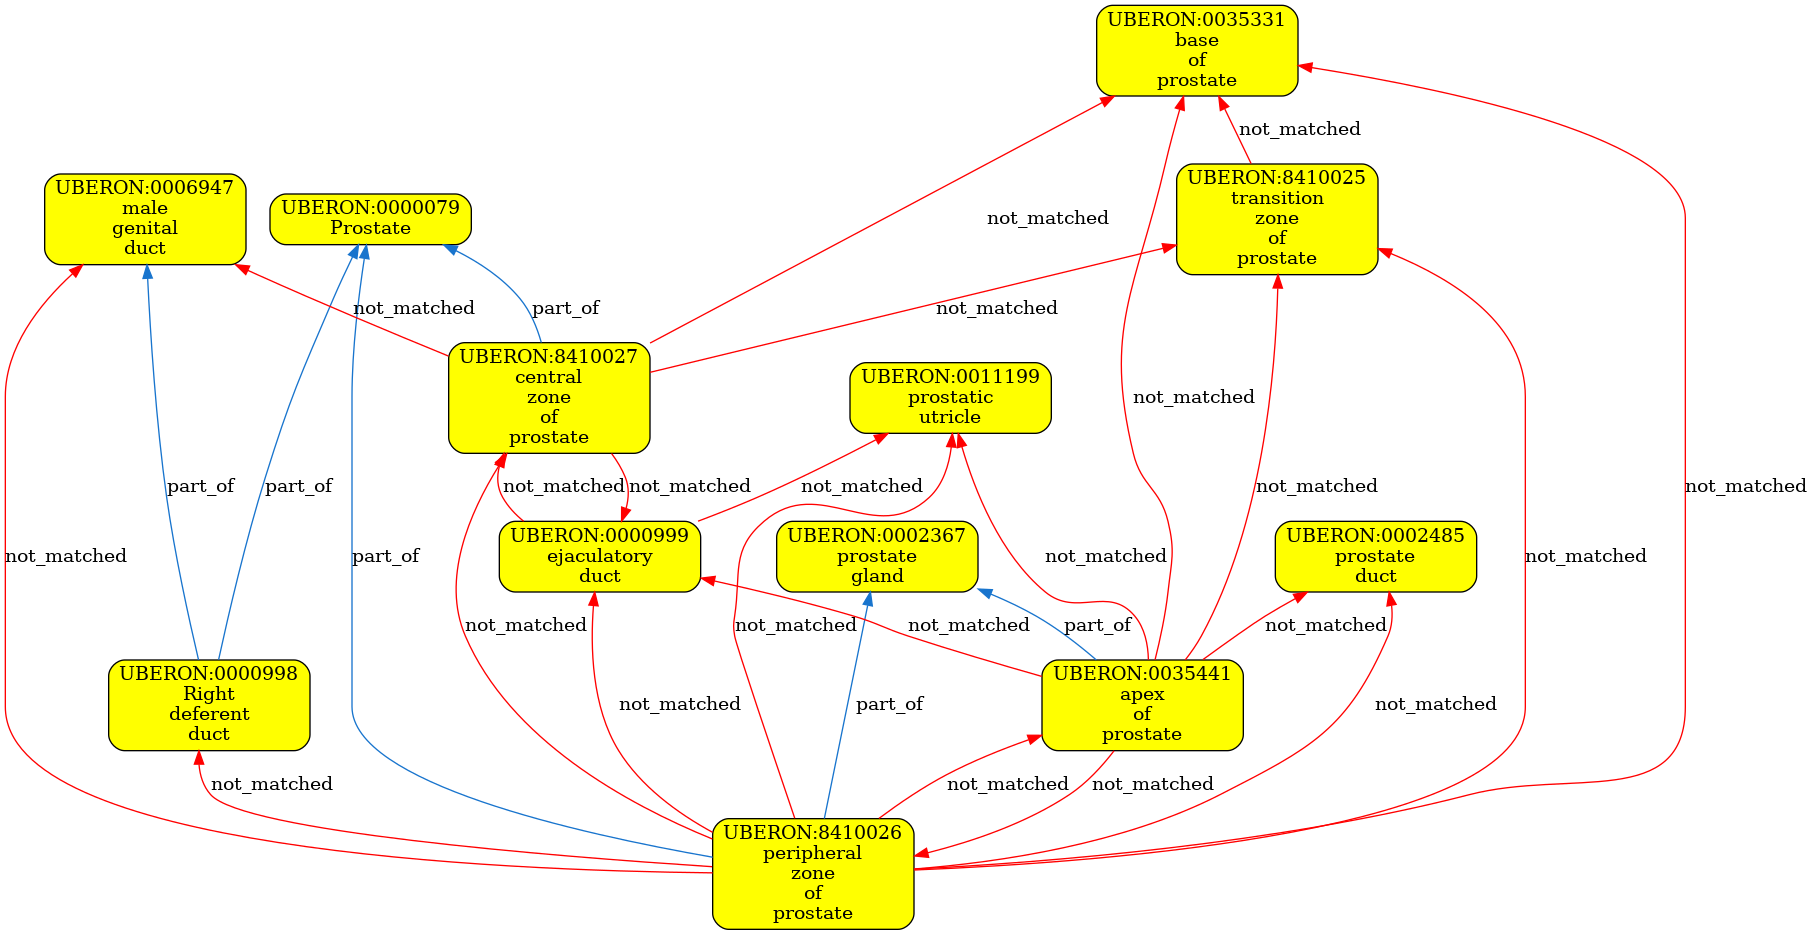 UBERON:0035331
base
of
prostate
not_matched
UBERON:0006947
male
genital
duct
UBERON:0000079
Prostate
UBERON:8410025
transition
zone
of
prostate
not_matched
not_matched
part_of
not_matched
UBERON:8410027
central
zone
of
prostate
UBERON:0011199
prostatic
utricle
not_matched
part_of
part_of
not_matched
not_matched
not_matched
not_matched
not_matched
not_matched
part_of
UBERON:0000999
ejaculatory
duct
UBERON:0002367
prostate
gland
not_matched
UBERON:0002485
prostate
duct
not_matched
not_matched
not_matched
not_matched
part_of
not_matched
UBERON:0000998
Right
deferent
duct
not_matched
part_of
UBERON:0035441
apex
of
prostate
not_matched
not_matched
not_matched
not_matched
UBERON:8410026
peripheral
zone
of
prostate